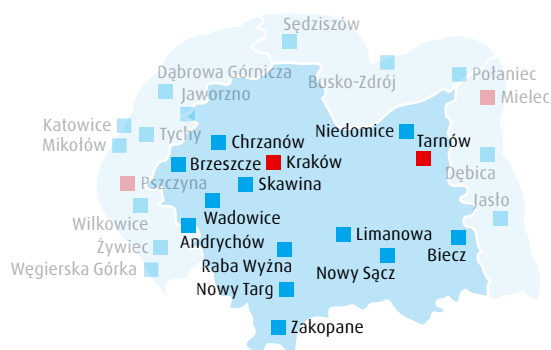 Sędziszów
Dąbrowa Górnicza
Busko-Zdrój
Połaniec
Jaworzno
Mielec
Katowice
Mikołów
Tychy
Chrzanów
Niedomice
Tarnów
Brzeszcze
Kraków
Dębica
Pszczyna
Skawina
Jasło
Wilkowice
Wadowice
Żywiec
Andrychów
Limanowa
Biecz
Węgierska Górka
Raba Wyżna
Nowy Sącz
Nowy Targ
Zakopane